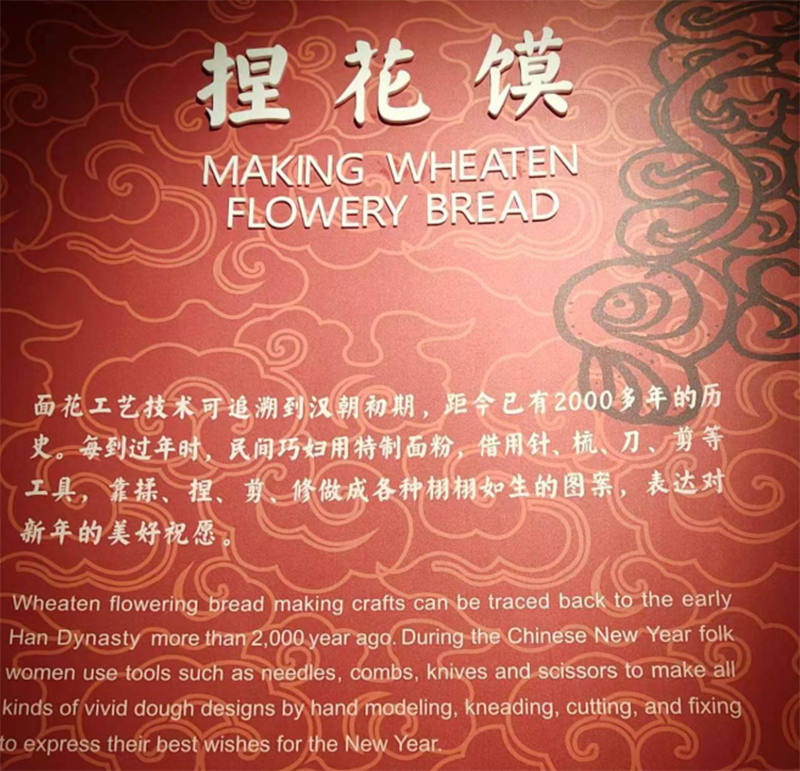 捏花馍
MAKING WHEATEN
FLOWERY BREAD
面花工艺技术可追溯到汉朝初期，距今已有2000多年的历
史。每到过年时，民间巧妇用特制面粉，借用针、梳、刀、剪等
工具，靠揉、捏、剪、修做成各种栩栩如生的图案，表达对
新年的美好祝愿。
Wheaten flowering bread making crafts can be traced back to the early
Han Dynasty more than 2,000 year ago. During the Chinese New Year folk
women use tools such as needles, combs, knives and scissors to make all
kinds of vivid dough designs by hand modeling, kneading, cutting, and fixing
to express their best wishes for the New Year.